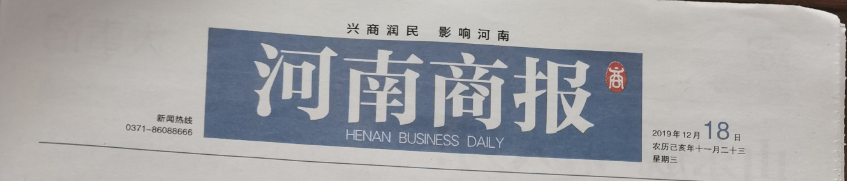 兴商润民 影响河南
河南商报
商
HENAN BUSINESS DAILY
新闻热线
0371-86088666
2019年12月18日
农历己亥年十一月二十三
星期三